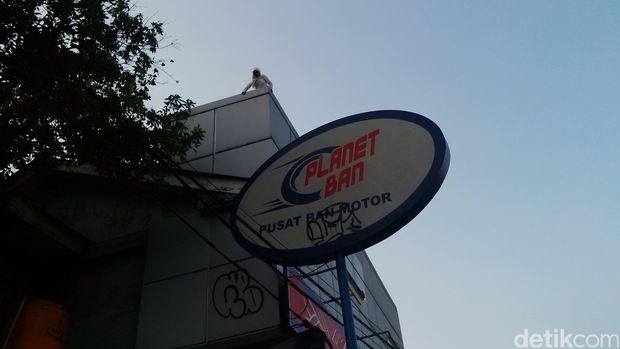 PLANET
BAN
PUSAT BAN MOTOR
detikcom